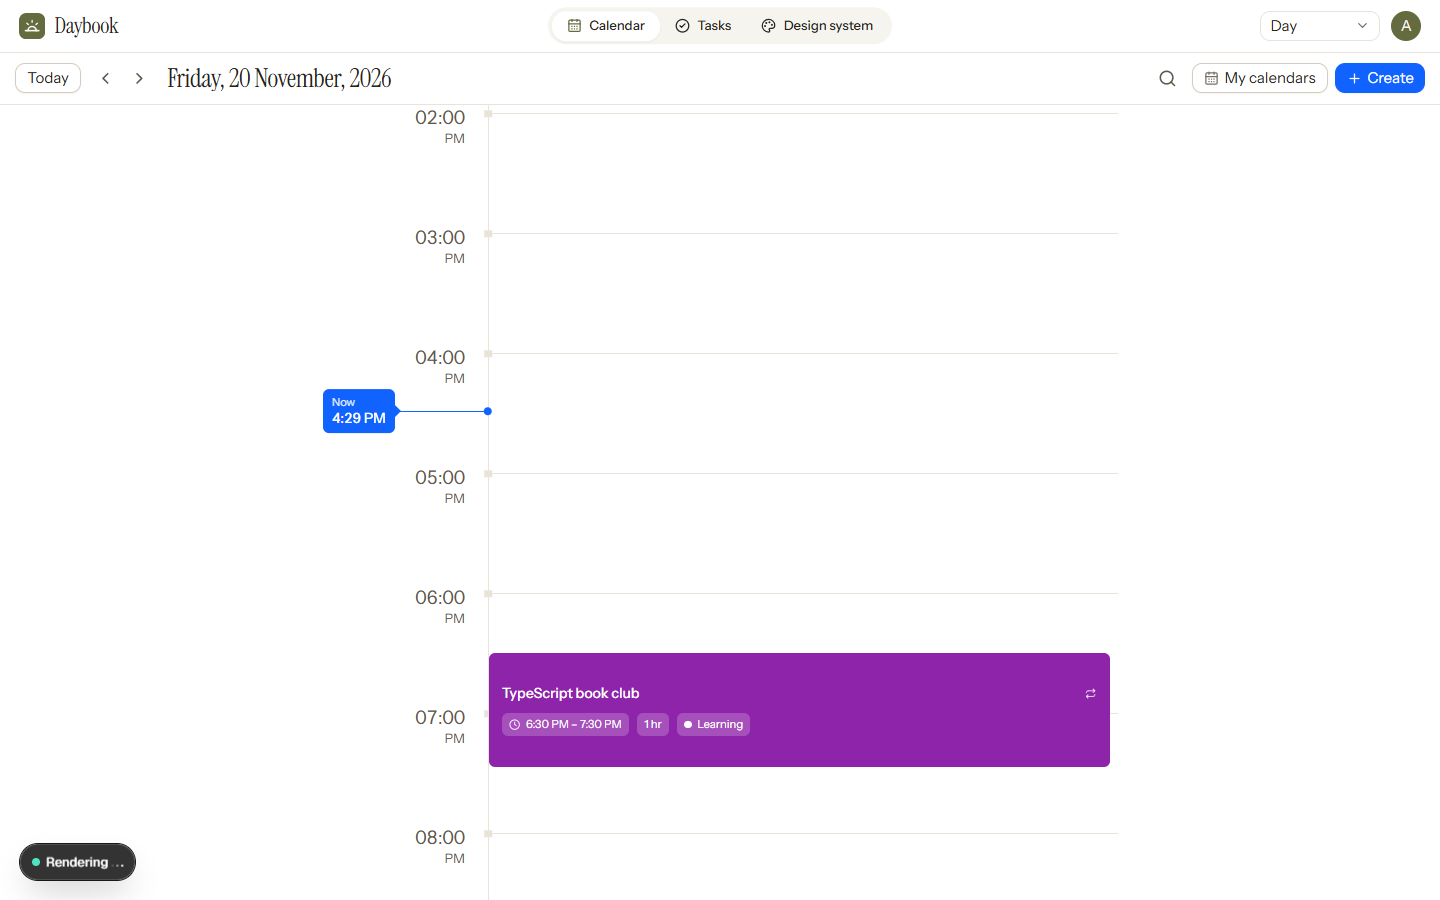 Daybook
Calendar
Tasks
Design system
Day
A
Today
Friday, 20 November, 2026
My calendars
Create
02:00
PM
03:00
PM
04:00
PM
Now
4:29 PM
05:00
PM
06:00
PM
TypeScript book club
6:30 PM – 7:30 PM
1 hr
Learning
07:00
PM
08:00
PM
Rendering ...